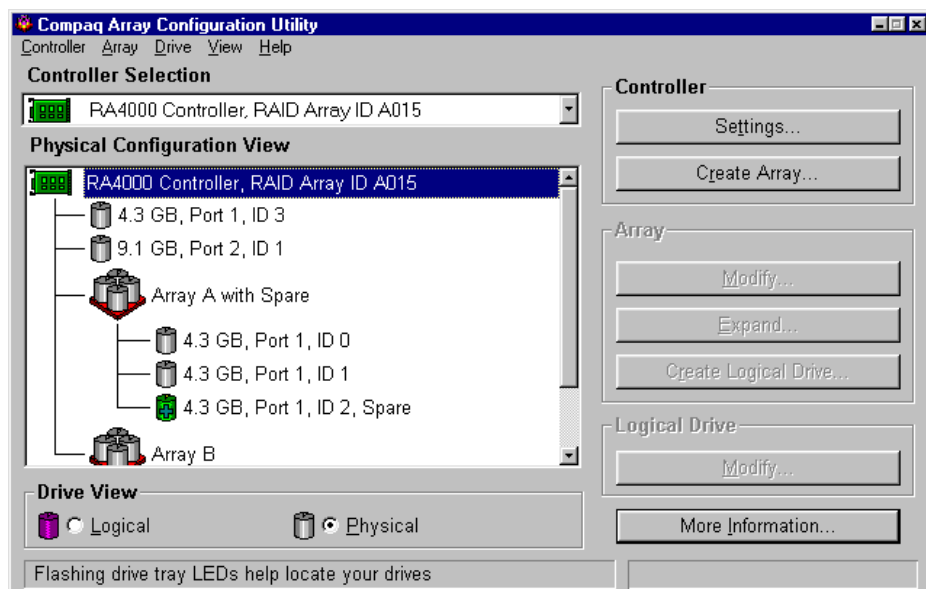 Compaq Array Configuration Utility
Controller Array Drive View Help
Controller Selection
RA4000 Controller, RAID Array ID A015
Physical Configuration View
RA4000 Controller, RAID Array ID A015
4.3 GB, Port 1, ID 3
9.1 GB, Port 2, ID 1
Array A with Spare
4.3 GB, Port 1, ID 0
4.3 GB, Port 1, ID 1
4.3 GB, Port 1, ID 2, Spare
Array B
Drive View
Logical
Physical
Controller
Settings...
Create Array...
Array
Modify...
Expand...
Create Logical Drive...
Logical Drive
Modify...
More Information...
Flashing drive tray LEDs help locate your drives